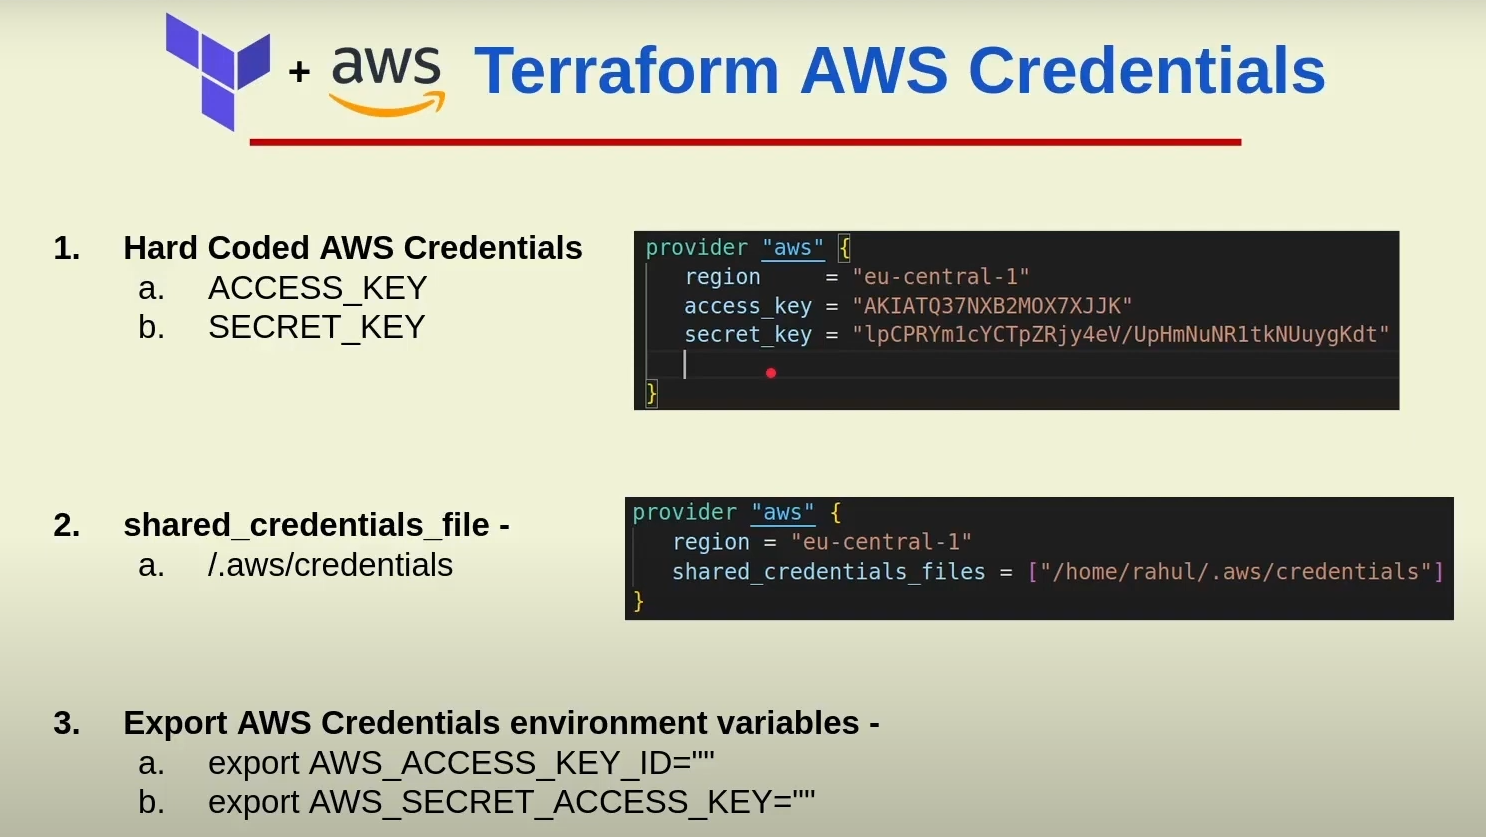 + aws Terraform AWS Credentials
1. Hard Coded AWS Credentials
a. ACCESS_KEY
b. SECRET_KEY
provider "aws" {
region = "eu-central-1"
access_key = "AKIATQ37NXB2MOX7XJJK"
secret_key = "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"
}
2. shared_credentials_file -
a. /.aws/credentials
provider "aws" {
region = "eu-central-1"
shared_credentials_files = ["/home/rahul/.aws/credentials"]
}
3. Export AWS Credentials environment variables -
a. export AWS_ACCESS_KEY_ID=""
b. export AWS_SECRET_ACCESS_KEY=""